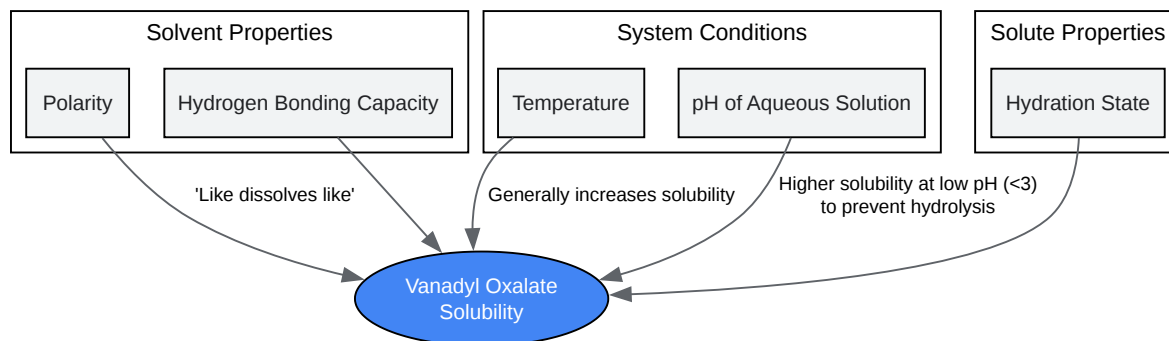 Solvent Properties
System Conditions
Solute Properties
Polarity
Hydrogen Bonding Capacity
Temperature
pH of Aqueous Solution
Hydration State
'Like dissolves like'
Generally increases solubility
Higher solubility at low pH (<3)
to prevent hydrolysis
Vanadyl Oxalate
Solubility